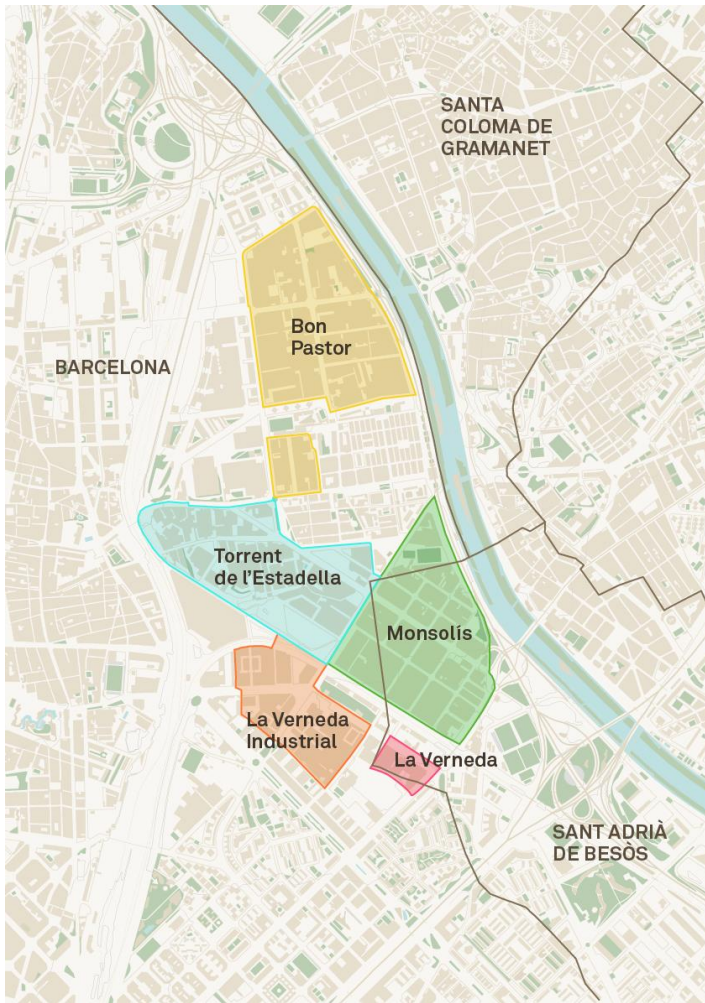 SANTA
COLOMA DE
GRAMANET
Bon
Pastor
BARCELONA
Torrent
de l'Estadella
Monsolís
La Verneda
Industrial
La Verneda
SANT ADRIÀ
DE BESÒS